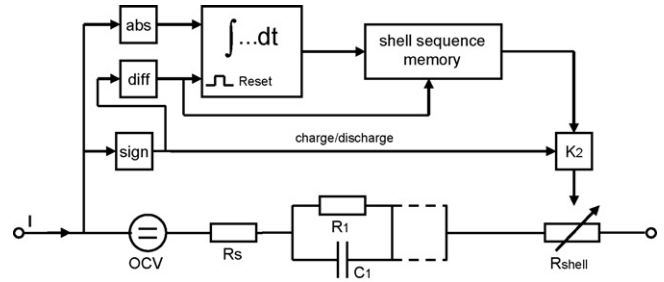 abs
∫...dt
shell sequence
memory
diff
Reset
charge/discharge
sign
K2
I
R1
OCV
Rs
C1
Rshell